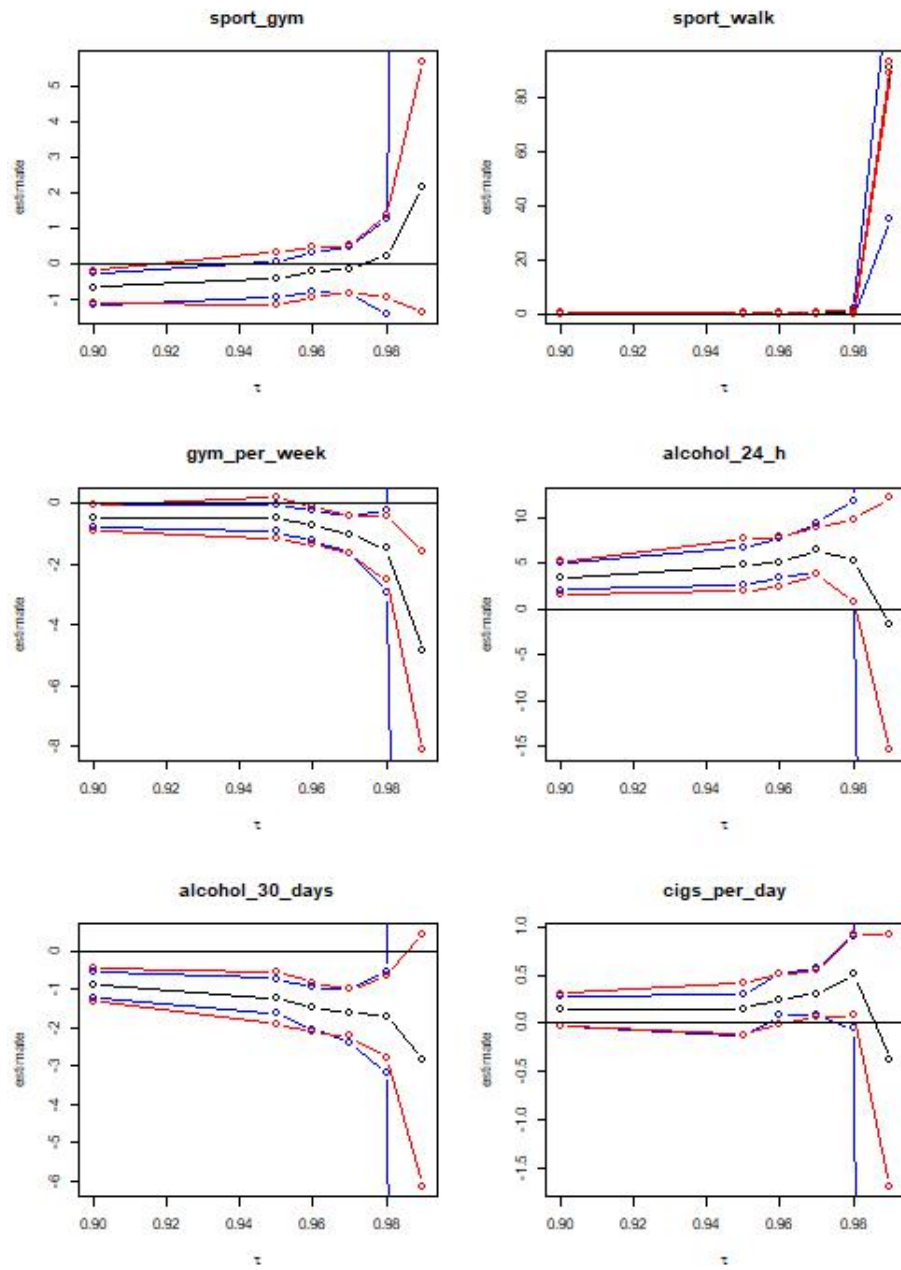 sport_gym
estimate
5
4
3
2
1
0
-1
0.90 0.92 0.94 0.96 0.98
τ
sport_walk
estimate
80
60
40
20
0
0.90 0.92 0.94 0.96 0.98
τ
gym_per_week
estimate
0
-2
-4
-6
-8
0.90 0.92 0.94 0.96 0.98
τ
alcohol_24_h
estimate
10
5
0
-5
-10
-15
0.90 0.92 0.94 0.96 0.98
τ
alcohol_30_days
estimate
0
-1
-2
-3
-4
-5
-6
0.90 0.92 0.94 0.96 0.98
τ
cigs_per_day
estimate
1.0
0.5
0.0
-0.5
-1.0
-1.5
0.90 0.92 0.94 0.96 0.98
τ